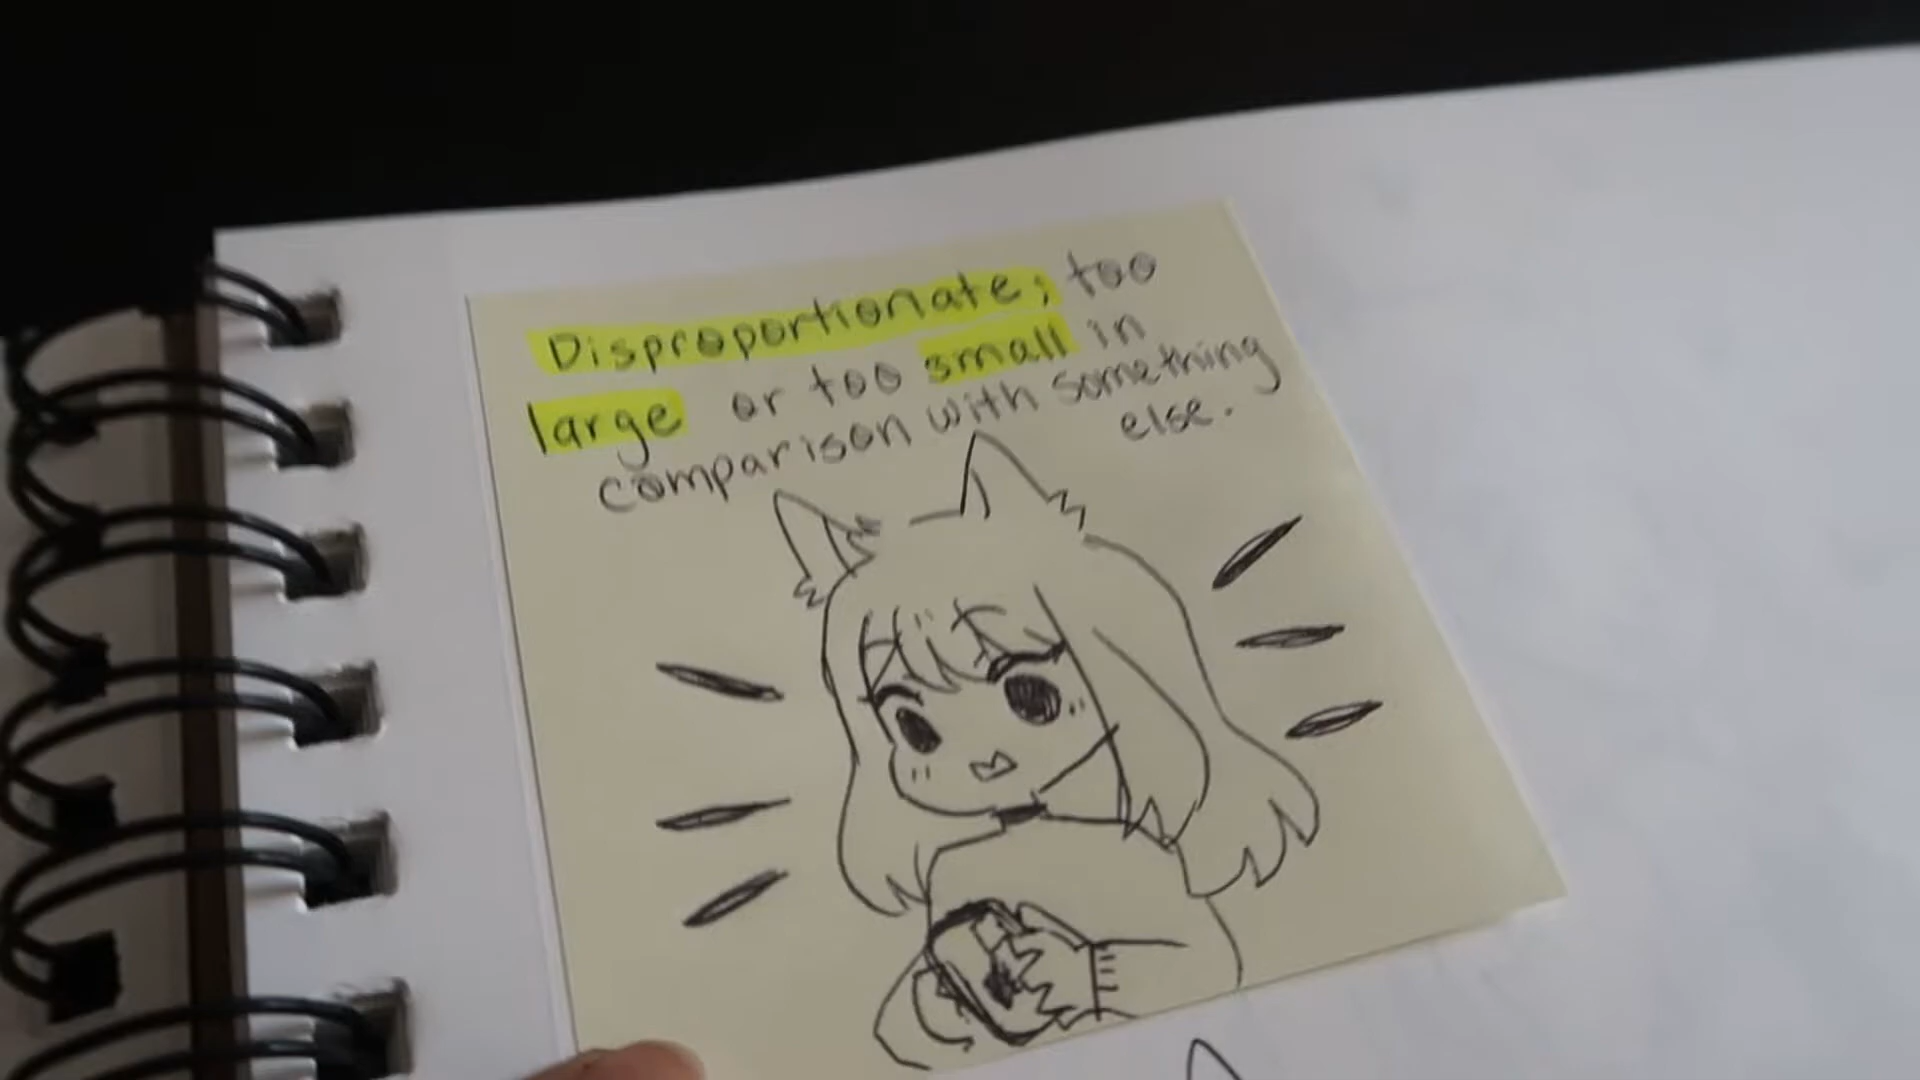 Disproportionate; too
large or too small in
comparison with something
else.